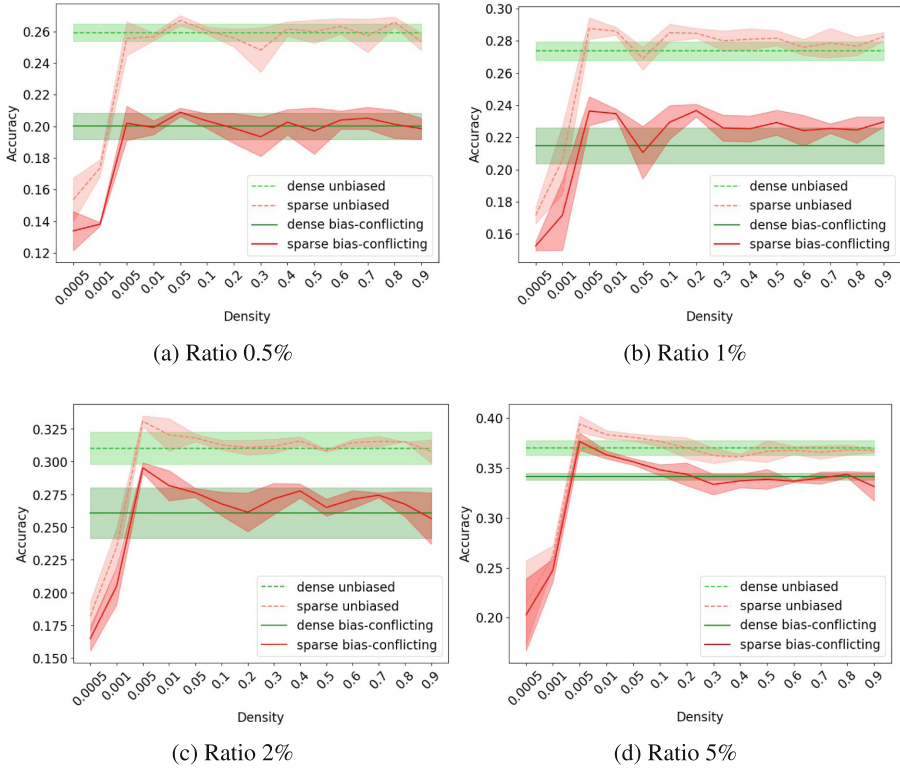 0.26
0.24
0.22
0.20
0.18
0.16
0.14
0.12
Accuracy
dense unbiased
sparse unbiased
dense bias-conflicting
sparse bias-conflicting
0.0005 0.001 0.005 0.01 0.05 0.1 0.2 0.3 0.4 0.5 0.6 0.7 0.8 0.9
Density
(a) Ratio 0.5%
0.30
0.28
0.26
0.24
0.22
0.20
0.18
0.16
Accuracy
dense unbiased
sparse unbiased
dense bias-conflicting
sparse bias-conflicting
0.0005 0.001 0.005 0.01 0.05 0.1 0.2 0.3 0.4 0.5 0.6 0.7 0.8 0.9
Density
(b) Ratio 1%
0.325
0.300
0.275
0.250
0.225
0.200
0.175
0.150
Accuracy
dense unbiased
sparse unbiased
dense bias-conflicting
sparse bias-conflicting
0.0005 0.001 0.005 0.01 0.05 0.1 0.2 0.3 0.4 0.5 0.6 0.7 0.8 0.9
Density
(c) Ratio 2%
0.40
0.35
0.30
0.25
0.20
Accuracy
dense unbiased
sparse unbiased
dense bias-conflicting
sparse bias-conflicting
0.0005 0.001 0.005 0.01 0.05 0.1 0.2 0.3 0.4 0.5 0.6 0.7 0.8 0.9
Density
(d) Ratio 5%